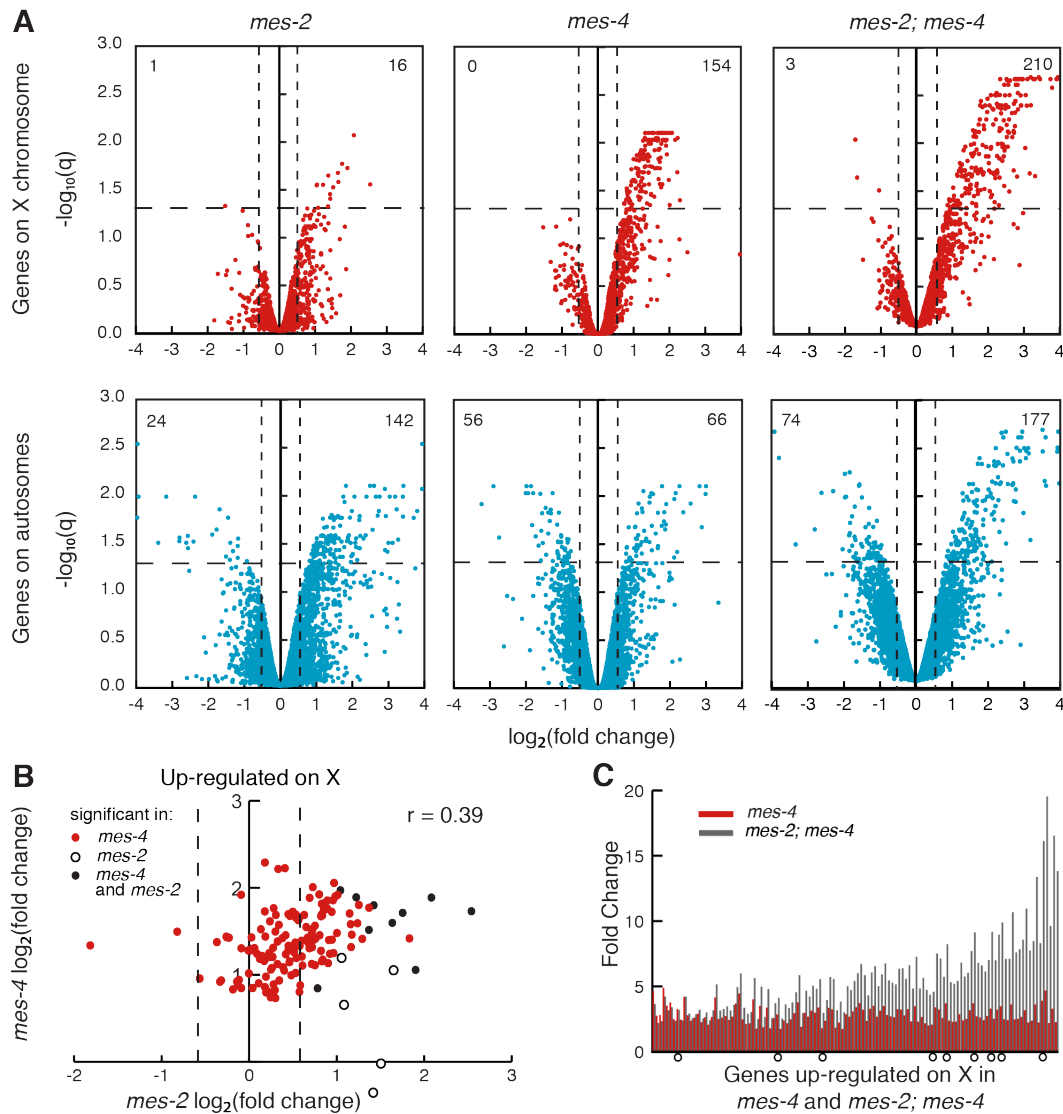 A
mes-2
mes-4
mes-2; mes-4
Genes on X chromosome
-log10(q)
3.0
2.5
2.0
1.5
1.0
0.5
0.0
1
16
0
154
3
210
-4 -3 -2 -1 0 1 2 3 4
-4 -3 -2 -1 0 1 2 3 4
-4 -3 -2 -1 0 1 2 3 4
Genes on autosomes
-log10(q)
3.0
2.5
2.0
1.5
1.0
0.5
0.0
24
142
56
66
74
177
-4 -3 -2 -1 0 1 2 3 4
-4 -3 -2 -1 0 1 2 3 4
-4 -3 -2 -1 0 1 2 3 4
log2(fold change)
B
Up-regulated on X
r = 0.39
significant in:
mes-4
mes-2
mes-4
and mes-2
mes-4 log2(fold change)
3
2
1
-2 -1 0 1 2 3
mes-2 log2(fold change)
C
mes-4
mes-2; mes-4
Fold Change
20
15
10
5
0
Genes up-regulated on X in
mes-4 and mes-2; mes-4